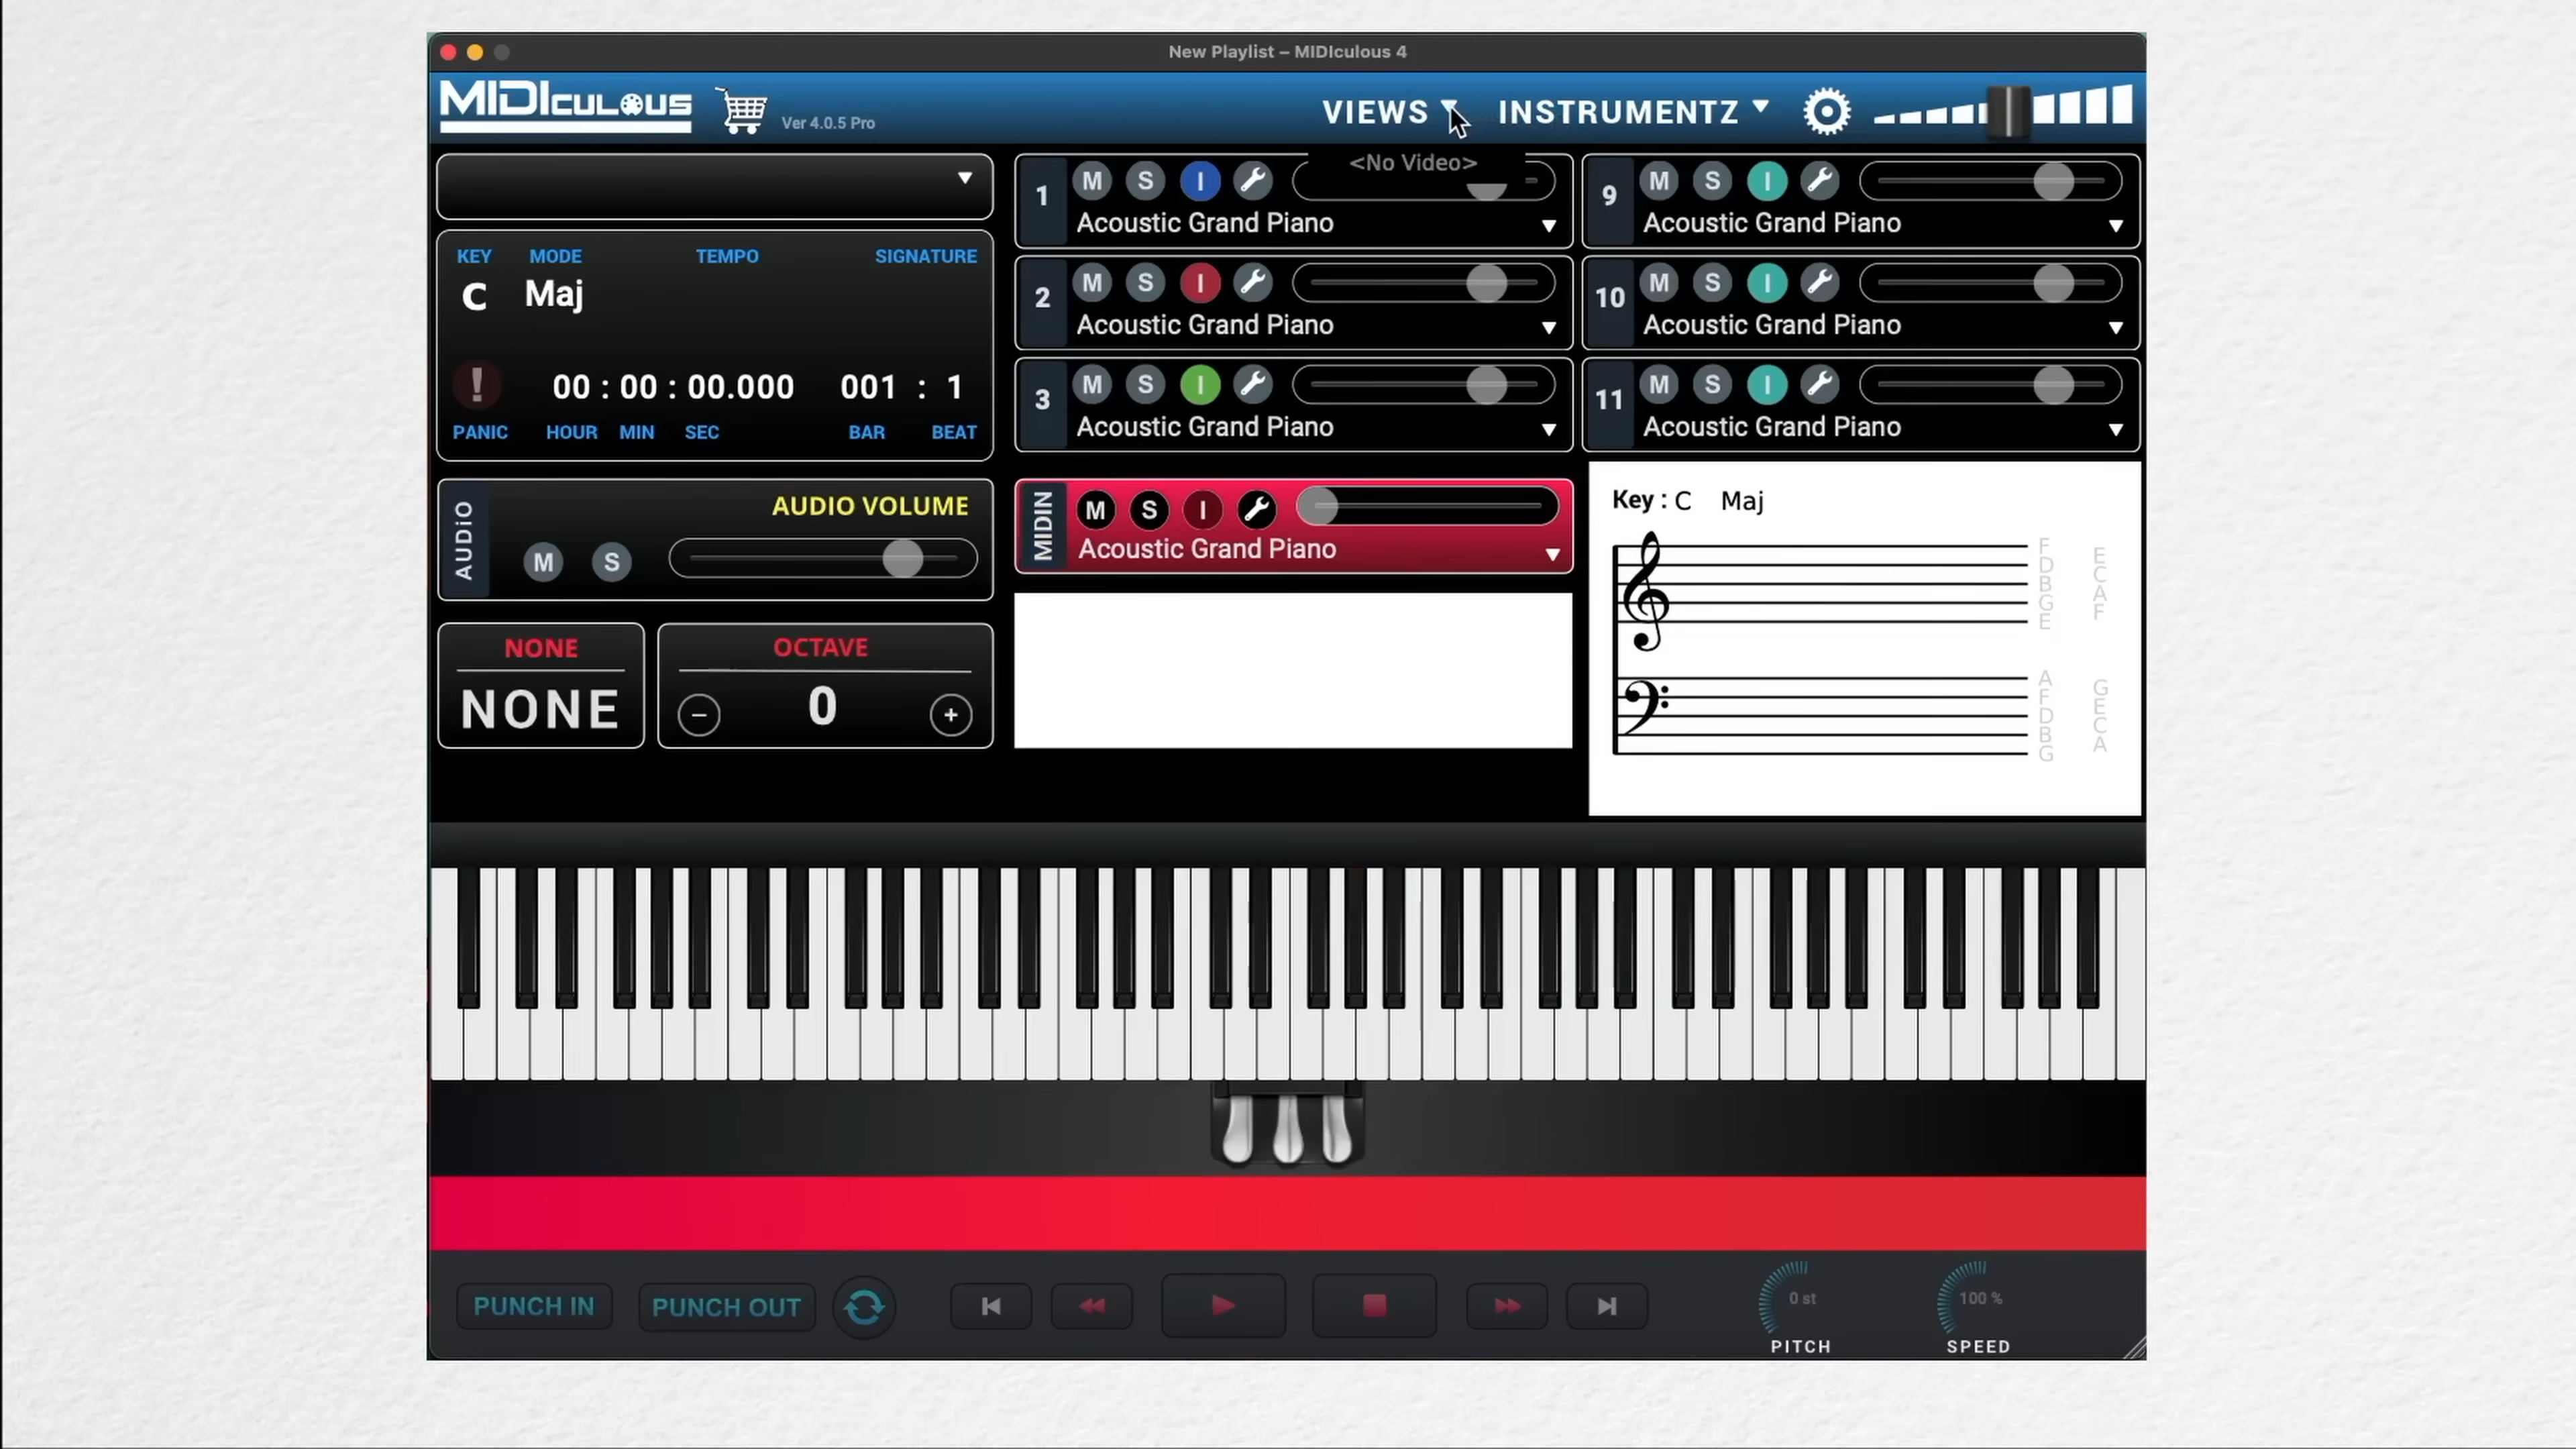 New Playlist – MIDIculous 4
MIDIculous
Ver 4.0.5 Pro
VIEWS
INSTRUMENTZ
<No Video>
1 M S I
Acoustic Grand Piano
9 M S I
Acoustic Grand Piano
KEY MODE TEMPO SIGNATURE
C Maj
2 M S I
Acoustic Grand Piano
10 M S I
Acoustic Grand Piano
! 00 : 00 : 00.000 001 : 1
PANIC HOUR MIN SEC BAR BEAT
3 M S I
Acoustic Grand Piano
11 M S I
Acoustic Grand Piano
AUDiO
AUDIO VOLUME
M S
MIDIN
M S I
Acoustic Grand Piano
Key : C Maj
F
D
B
G
E
E
C
A
F
A
F
D
B
G
G
E
C
A
NONE
NONE
OCTAVE
− 0 +
PUNCH IN
PUNCH OUT
0 st
PITCH
100 %
SPEED